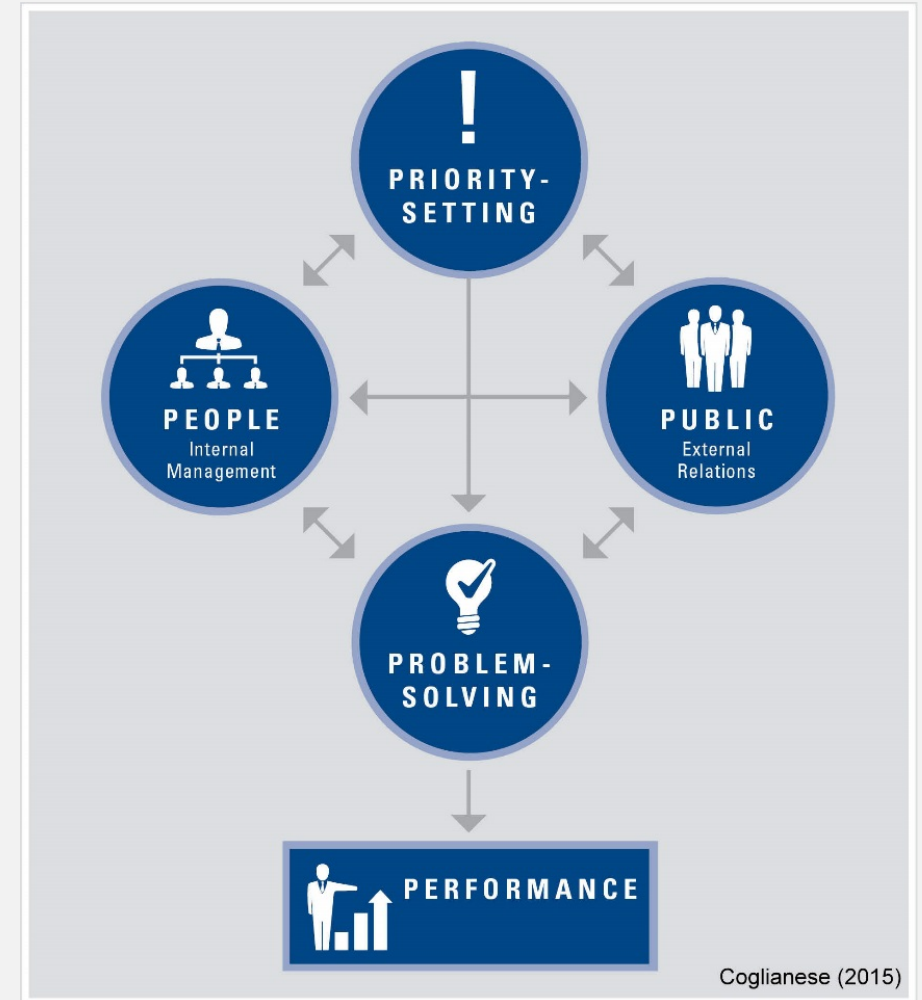 PRIORITY-
SETTING
PEOPLE
Internal
Management
PUBLIC
External
Relations
PROBLEM-
SOLVING
PERFORMANCE
Coglianese (2015)